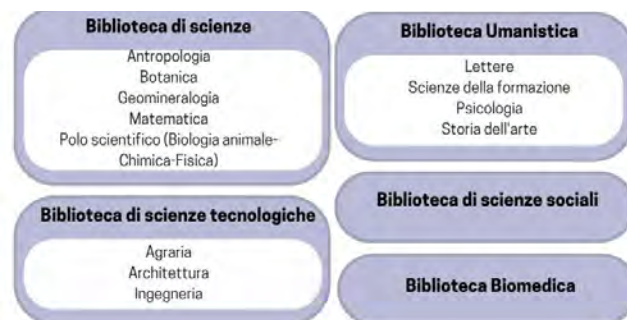 Biblioteca di scienze
Antropologia
Botanica
Geomineralogia
Matematica
Polo scientifico (Biologia animale-
Chimica-Fisica)
Biblioteca Umanistica
Lettere
Scienze della formazione
Psicologia
Storia dell'arte
Biblioteca di scienze tecnologiche
Agraria
Architettura
Ingegneria
Biblioteca di scienze sociali
Biblioteca Biomedica